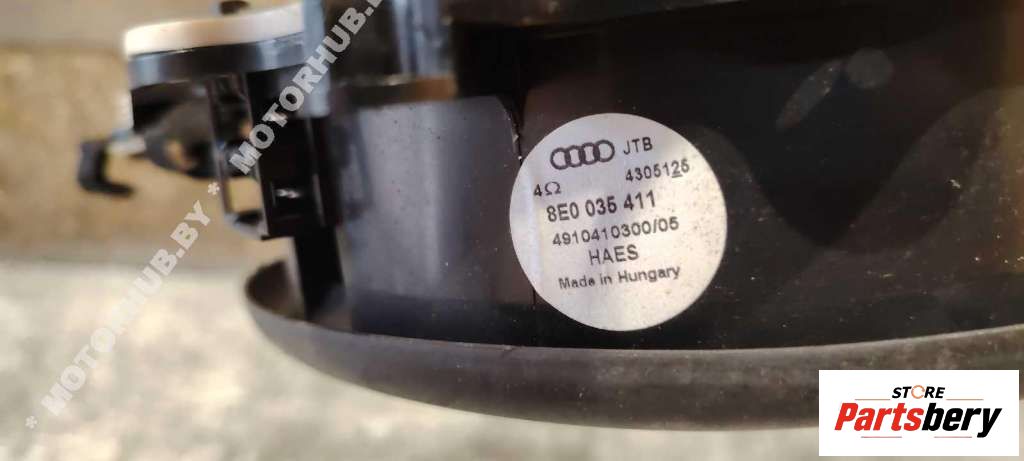 JTB
4Ω 4305125
8E0 035 411
4910410300/05
HAES
Made in Hungary
* MOTORHUB.BY * MOTORHUB.BY
STORE
Partsbery